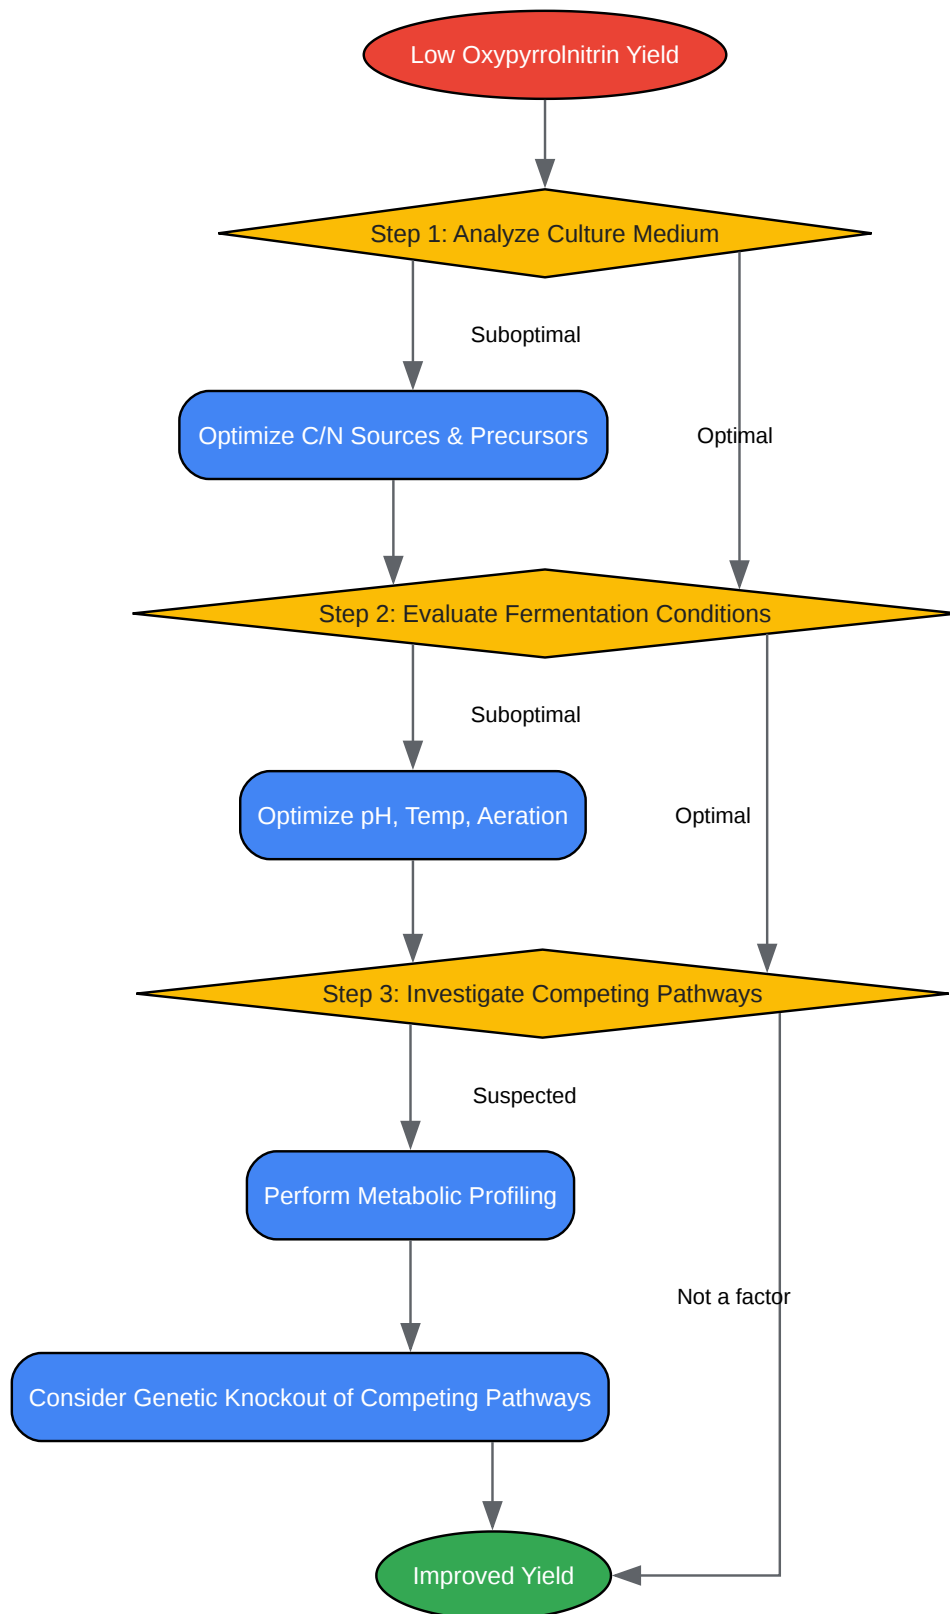 Low Oxypyrrolnitrin Yield
Step 1: Analyze Culture Medium
Suboptimal
Optimize C/N Sources & Precursors
Optimal
Step 2: Evaluate Fermentation Conditions
Suboptimal
Optimize pH, Temp, Aeration
Optimal
Step 3: Investigate Competing Pathways
Suspected
Perform Metabolic Profiling
Not a factor
Consider Genetic Knockout of Competing Pathways
Improved Yield